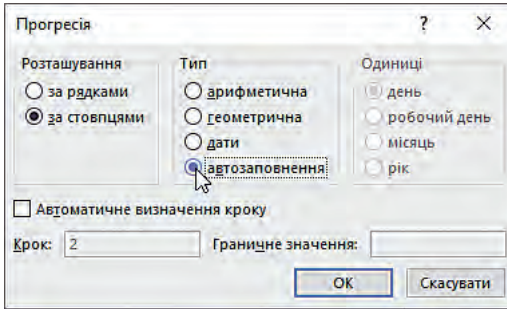 Прогресія ? ×
Розташування Тип Одиниці
за рядками арифметична день
за стовпцями геометрична робочий день
дати місяць
автозаповнення рік
Автоматичне визначення кроку
Крок: 2 Граничне значення:
OK Скасувати